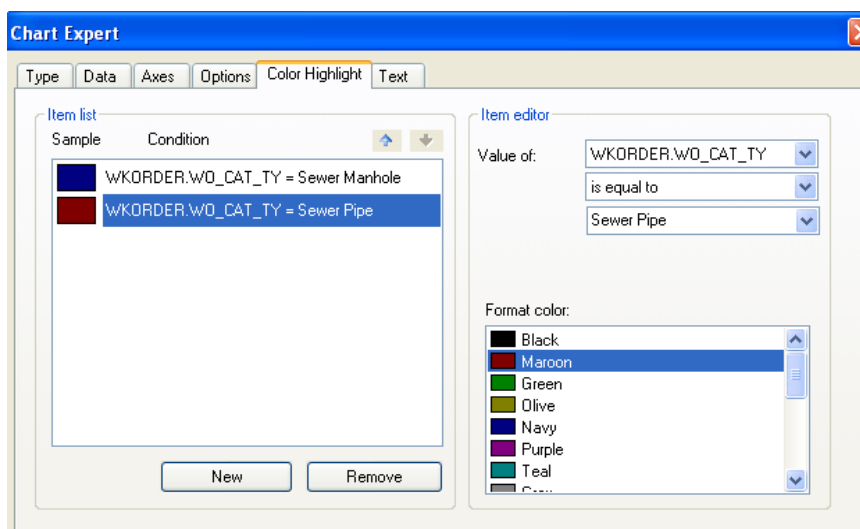 Chart Expert
Type Data Axes Options Color Highlight Text
Item list
Sample Condition
WKORDER.WO_CAT_TY = Sewer Manhole
WKORDER.WO_CAT_TY = Sewer Pipe
New Remove
Item editor
Value of: WKORDER.WO_CAT_TY
is equal to
Sewer Pipe
Format color:
Black
Maroon
Green
Olive
Navy
Purple
Teal